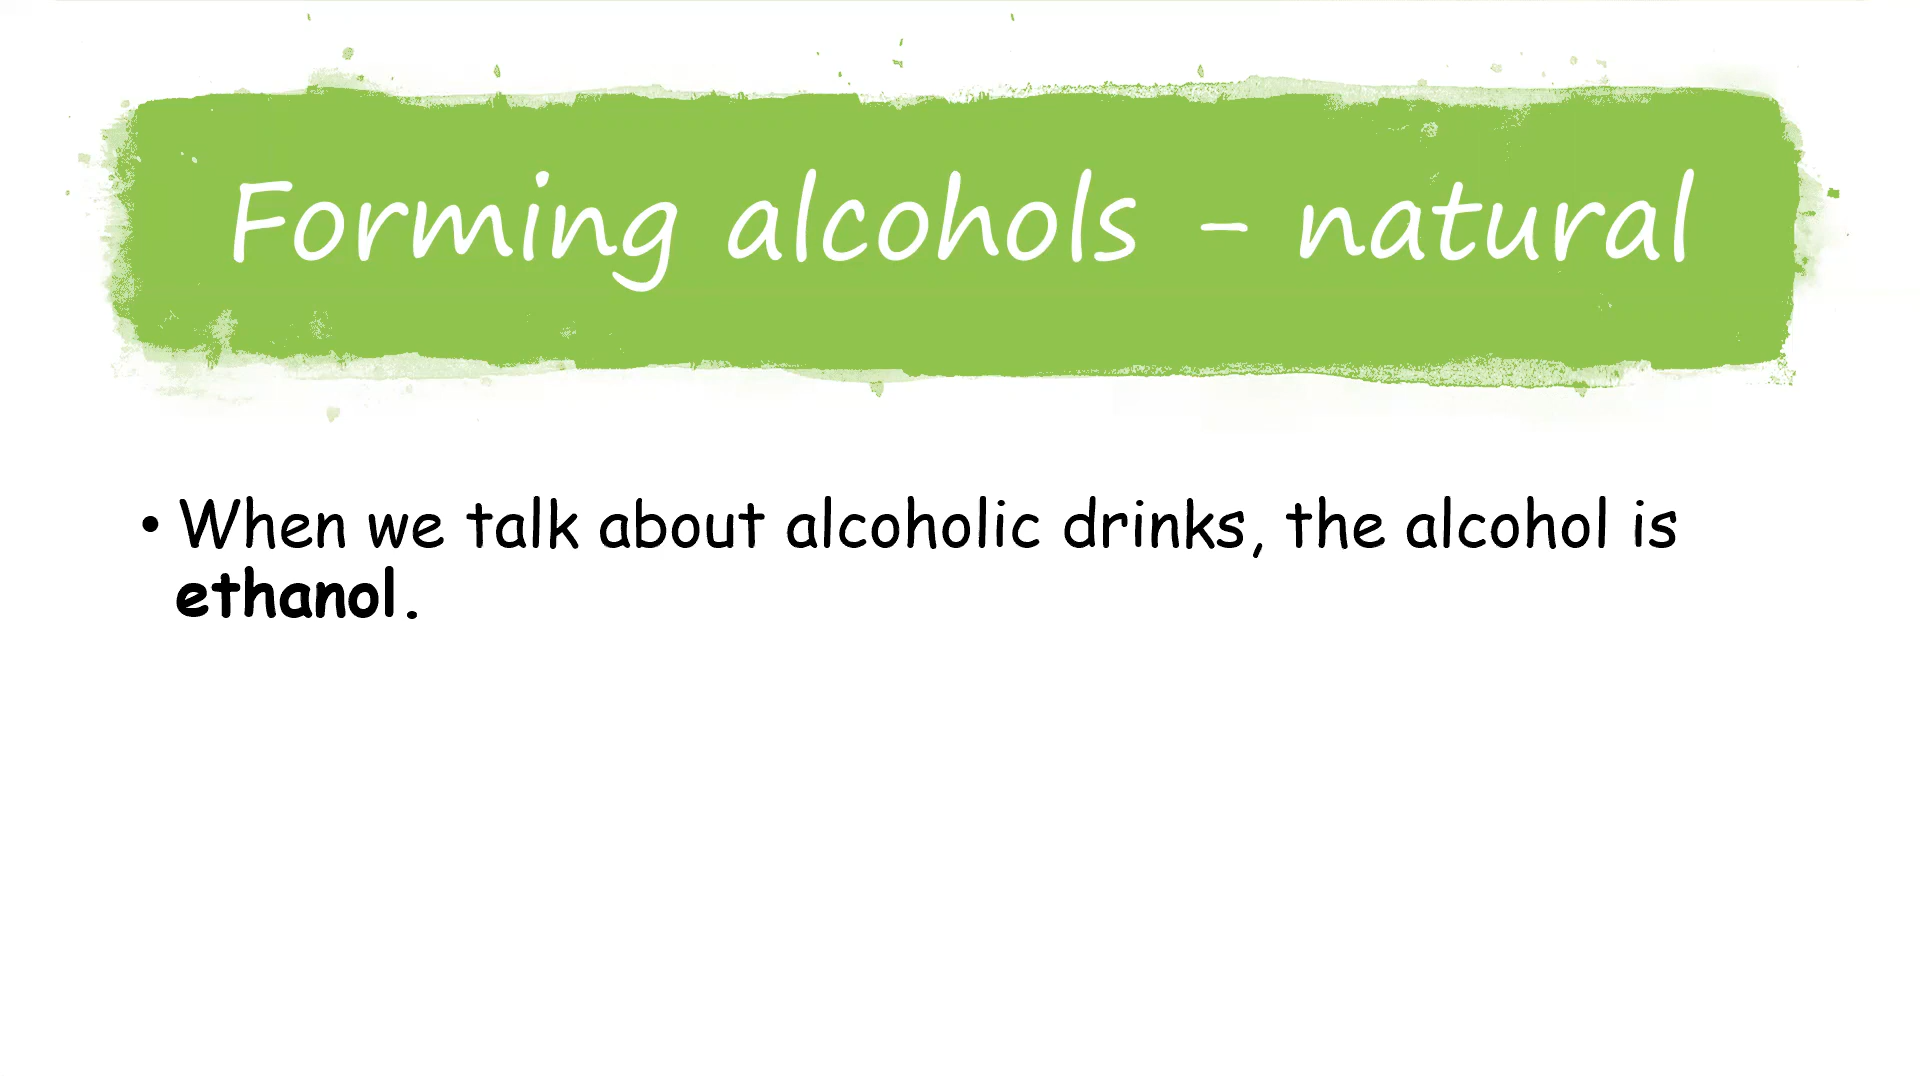 Forming alcohols – natural
• When we talk about alcoholic drinks, the alcohol is
ethanol.